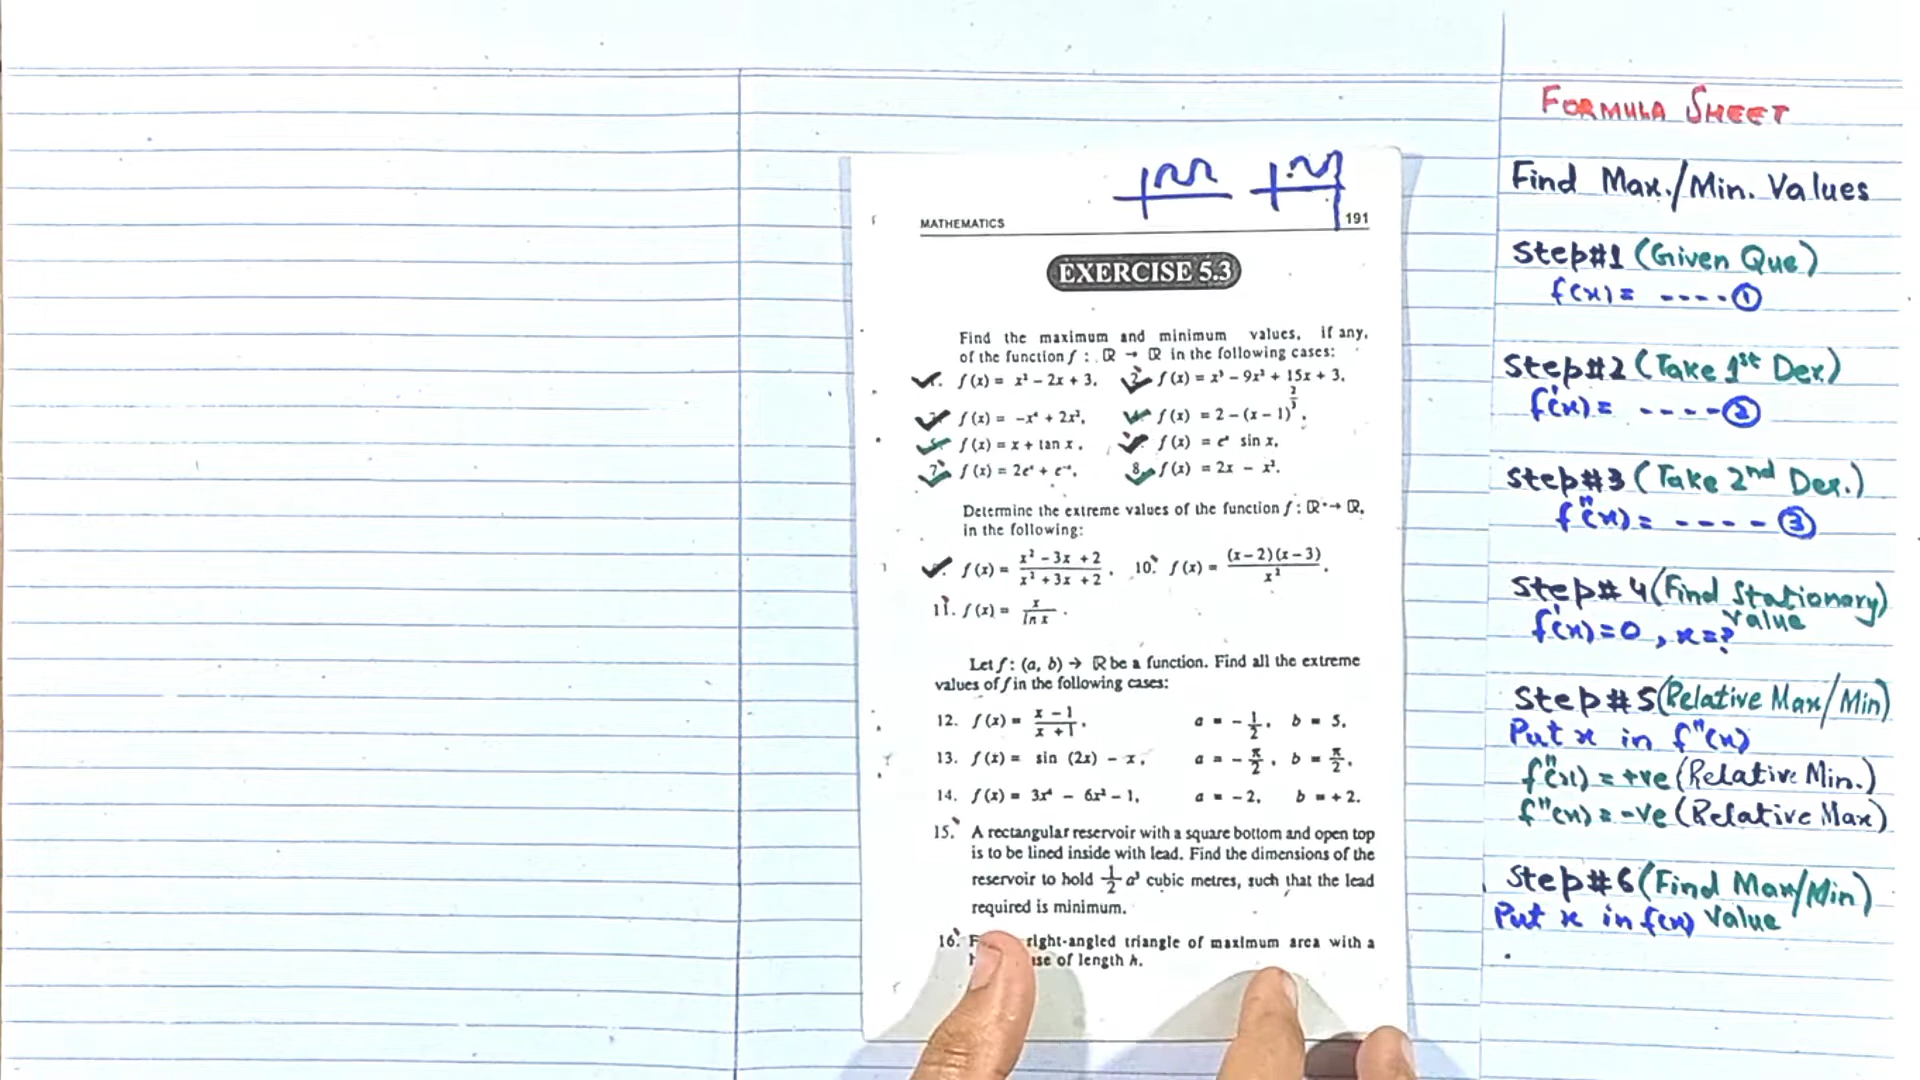 MATHEMATICS 191
EXERCISE 5.3
Find the maximum and minimum values, if any,
of the function f : ℝ → ℝ in the following cases:
1. f(x) = x² − 2x + 3. 2. f(x) = x³ − 9x² + 15x + 3.
f(x) = −x⁴ + 2x², f(x) = 2 − (x − 1)^(2/3),
f(x) = x + tan x. f(x) = eˣ sin x,
7. f(x) = 2eˣ + e⁻ˣ. 8. f(x) = 2x − x².
Determine the extreme values of the function f : ℝ → ℝ,
in the following:
f(x) = (x² − 3x + 2)/(x² + 3x + 2), 10. f(x) = (x − 2)(x − 3)/x².
11. f(x) = x/ln x.
Let f : (a, b) → ℝ be a function. Find all the extreme
values of f in the following cases:
12. f(x) = (x − 1)/(x + 1), a = −1/2, b = 5.
13. f(x) = sin (2x) − x, a = −π/2, b = π/2.
14. f(x) = 3x⁴ − 6x² − 1, a = −2, b = +2.
15. A rectangular reservoir with a square bottom and open top
is to be lined inside with lead. Find the dimensions of the
reservoir to hold 1/2 a³ cubic metres, such that the lead
required is minimum.
16. right-angled triangle of maximum area with a
of length h.
FORMULA SHEET
Find Max./Min. Values
Step#1 (Given Que)
f(x) = ---- ①
Step#2 (Take 1st Der)
f'(x) = ---- ②
Step#3 (Take 2nd Der.)
f"(x) = ---- ③
Step#4 (Find Stationary)
Value
f'(x)=0, x=?
Step#5 (Relative Max/Min)
Put x in f"(x)
f"(x) = +ve (Relative Min.)
f"(x) = -ve (Relative Max)
Step#6 (Find Max/Min)
Put x in f(x) Value